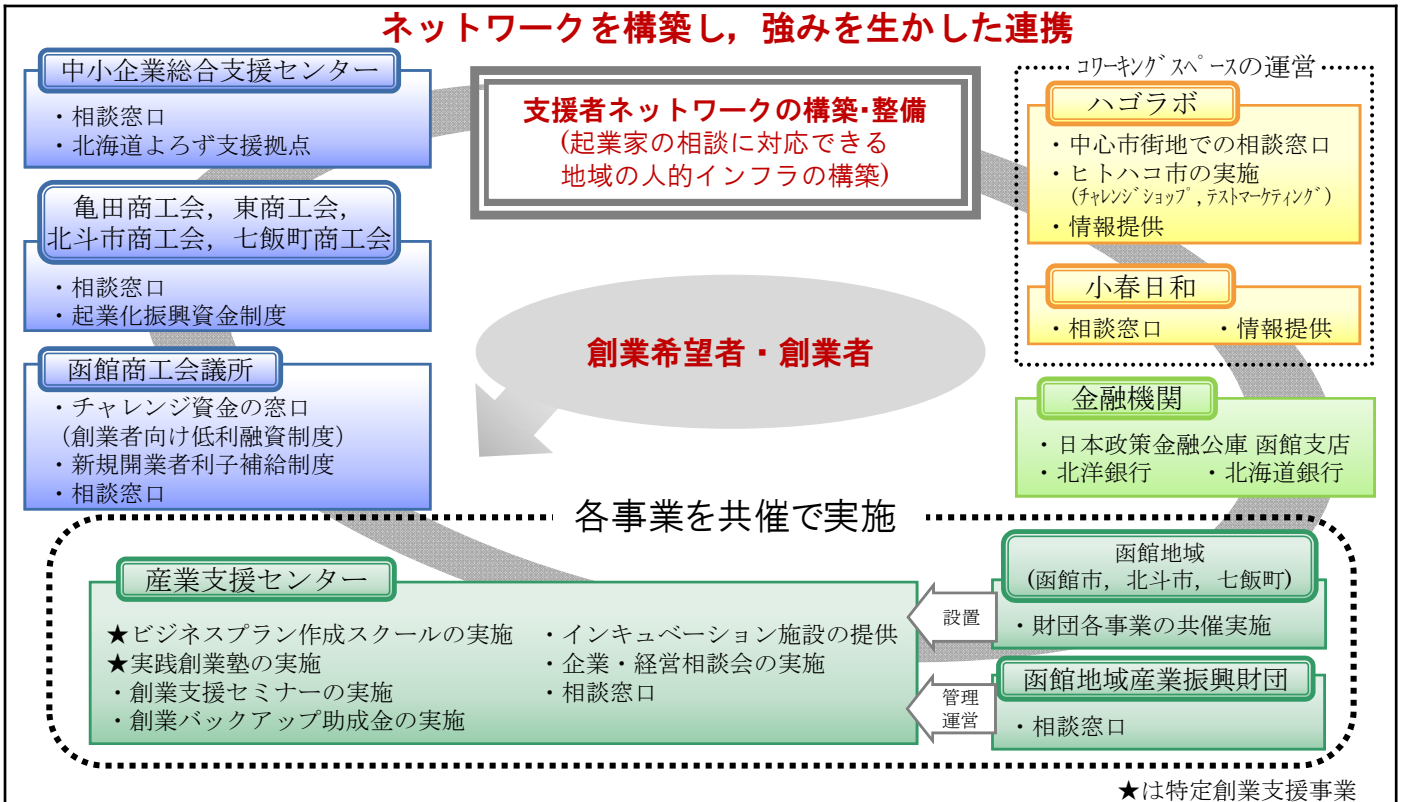 ネットワークを構築し，強みを生かした連携
中小企業総合支援センター
・相談窓口
・北海道よろず支援拠点
亀田商工会，東商工会，
北斗市商工会，七飯町商工会
・相談窓口
・起業化振興資金制度
函館商工会議所
・チャレンジ資金の窓口
（創業者向け低利融資制度）
・新規開業者利子補給制度
・相談窓口
支援者ネットワークの構築・整備
(起業家の相談に対応できる
地域の人的インフラの構築)
創業希望者・創業者
コワーキングスペースの運営
ハゴラボ
・中心市街地での相談窓口
・ヒトハコ市の実施
(チャレンジショップ，テストマーケティング)
・情報提供
小春日和
・相談窓口　・情報提供
金融機関
・日本政策金融公庫 函館支店
・北洋銀行　・北海道銀行
各事業を共催で実施
産業支援センター
★ビジネスプラン作成スクールの実施
★実践創業塾の実施
・創業支援セミナーの実施
・創業バックアップ助成金の実施
・インキュベーション施設の提供
・企業・経営相談会の実施
・相談窓口
設置
管理
運営
函館地域
(函館市，北斗市，七飯町)
・財団各事業の共催実施
函館地域産業振興財団
・相談窓口
★は特定創業支援事業